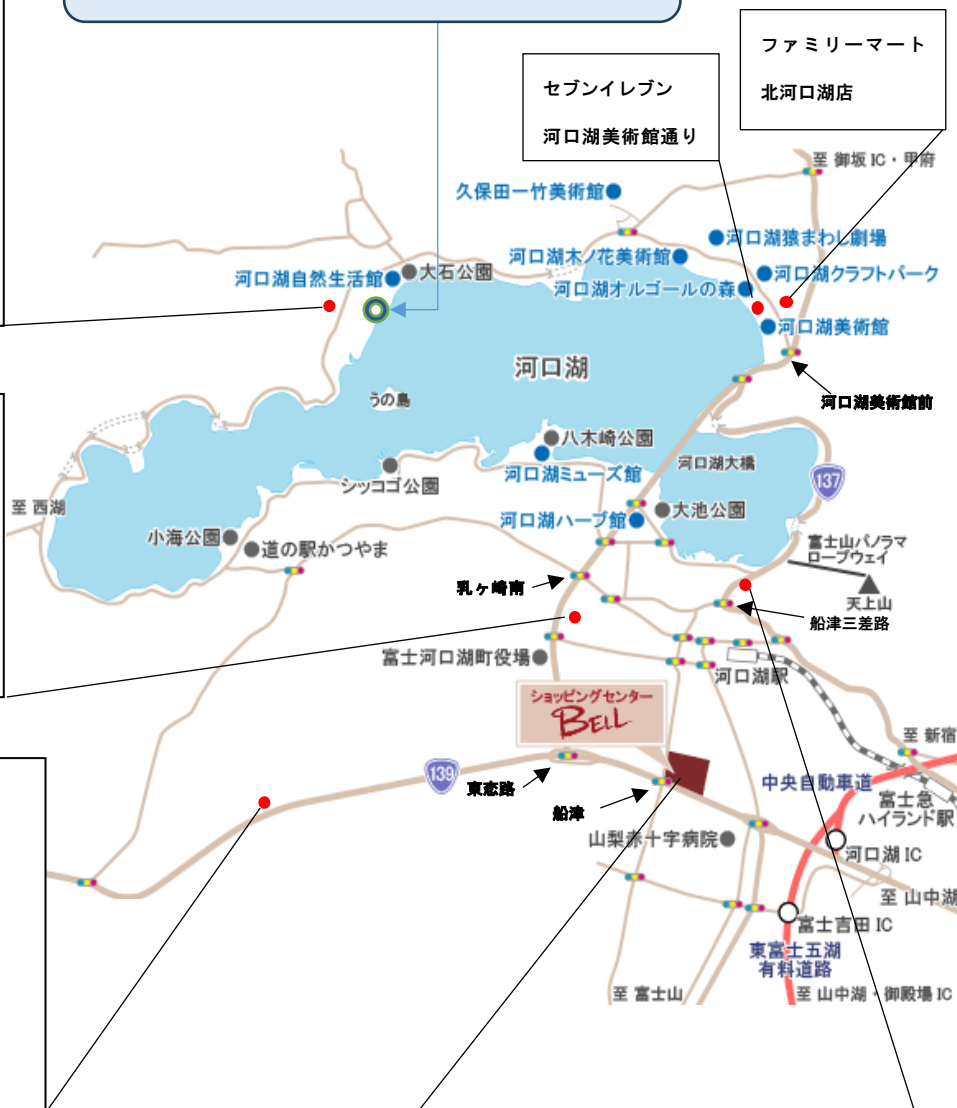 ファミリーマート
北河口湖店
セブンイレブン
河口湖美術館通り
至 御坂 IC・甲府
久保田一竹美術館
河口湖猿まわし劇場
河口湖木ノ花美術館
大石公園
河口湖自然生活館
河口湖クラフトパーク
河口湖オルゴールの森
河口湖美術館
河口湖
うの島
河口湖美術館前
八木崎公園
河口湖大橋
河口湖ミューズ館
シッコゴ公園
137
至 西湖
大池公園
河口湖ハーブ館
小海公園
道の駅かつやま
富士山パノラマ
ロープウェイ
乳ヶ崎南
天上山
船津三差路
富士河口湖町役場
河口湖駅
ショッピングセンター
BELL
至 新宿
139
東恋路
中央自動車道
富士急
ハイランド駅
船津
山梨赤十字病院
河口湖 IC
至 山中湖
富士吉田 IC
東富士五湖
有料道路
至 富士山
至 山中湖・御殿場 IC